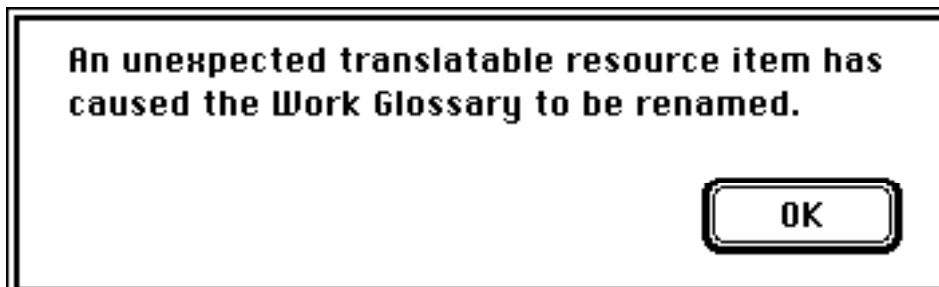 An unexpected translatable resource item has
caused the Work Glossary to be renamed.
OK